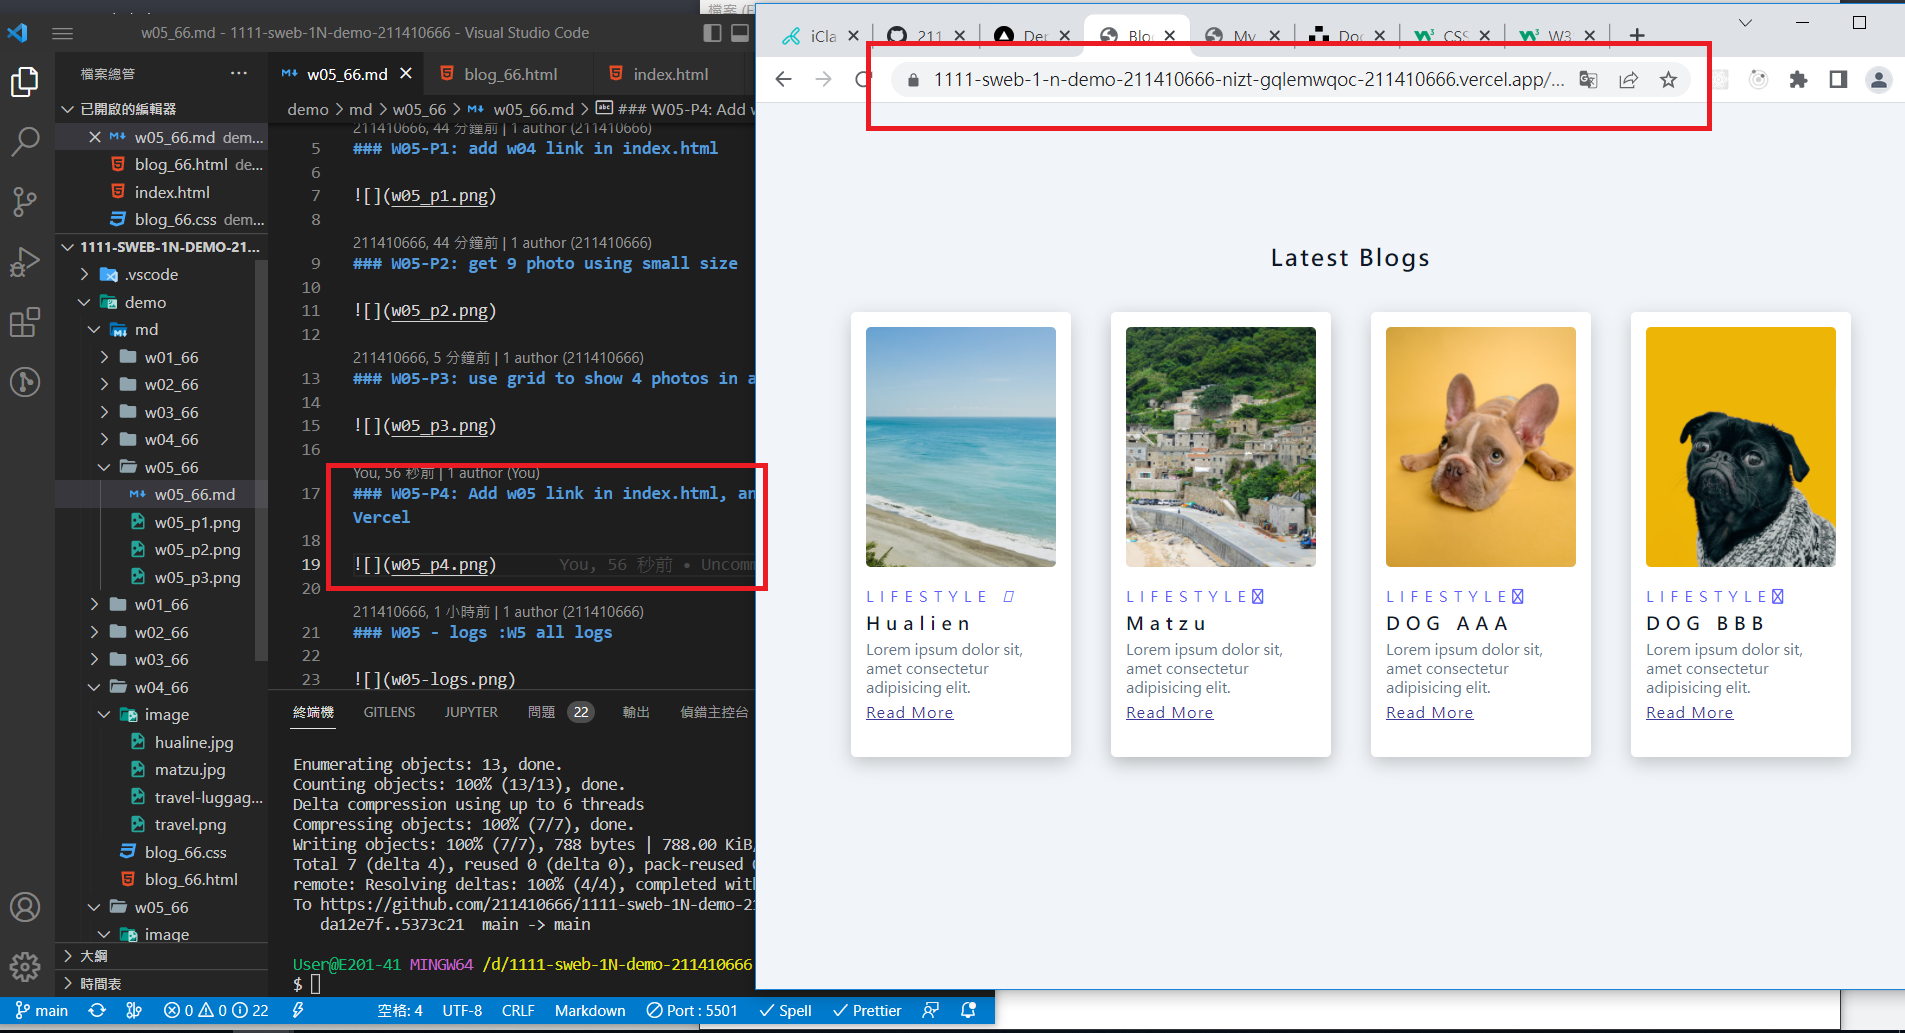 檔案 (F
w05_66.md - 1111-sweb-1N-demo-211410666 - Visual Studio Code
檔案總管
已開啟的編輯器
w05_66.md dem...
blog_66.html de...
index.html
blog_66.css dem...
1111-SWEB-1N-DEMO-21...
.vscode
demo
md
w01_66
w02_66
w03_66
w04_66
w05_66
w05_66.md
w05_p1.png
w05_p2.png
w05_p3.png
w01_66
w02_66
w03_66
w04_66
image
hualine.jpg
matzu.jpg
travel-luggag...
travel.png
blog_66.css
blog_66.html
w05_66
image
大綱
時間表
w05_66.md
blog_66.html
index.html
demo > md > w05_66 > w05_66.md > ### W05-P4: Add w
211410666, 44 分鐘前 | 1 author (211410666)
5 ### W05-P1: add w04 link in index.html
6
7 ![](w05_p1.png)
8
211410666, 44 分鐘前 | 1 author (211410666)
9 ### W05-P2: get 9 photo using small size
10
11 ![](w05_p2.png)
12
211410666, 5 分鐘前 | 1 author (211410666)
13 ### W05-P3: use grid to show 4 photos in a
14
15 ![](w05_p3.png)
16
You, 56 秒前 | 1 author (You)
17 ### W05-P4: Add w05 link in index.html, an
Vercel
18
19 ![](w05_p4.png) You, 56 秒前 • Uncomm
20
211410666, 1 小時前 | 1 author (211410666)
21 ### W05 - logs :W5 all logs
22
23 ![](w05-logs.png)
終端機 GITLENS JUPYTER 問題 22 輸出 偵錯主控台
Enumerating objects: 13, done.
Counting objects: 100% (13/13), done.
Delta compression using up to 6 threads
Compressing objects: 100% (7/7), done.
Writing objects: 100% (7/7), 788 bytes | 788.00 KiB/
Total 7 (delta 4), reused 0 (delta 0), pack-reused 0
remote: Resolving deltas: 100% (4/4), completed wit
To https://github.com/211410666/1111-sweb-1N-demo-21
da12e7f..5373c21 main -> main
User@E201-41 MINGW64 /d/1111-sweb-1N-demo-211410666
$
main 0 0 22 空格: 4 UTF-8 CRLF Markdown Port : 5501 Spell Prettier
iCla
211
Dep
Blo
My
Doc
CSS
W3
1111-sweb-1-n-demo-211410666-nizt-gqlemwqoc-211410666.vercel.app/...
Latest Blogs
LIFESTYLE
Hualien
Lorem ipsum dolor sit,
amet consectetur
adipisicing elit.
Read More
LIFESTYLE
Matzu
Lorem ipsum dolor sit,
amet consectetur
adipisicing elit.
Read More
LIFESTYLE
DOG AAA
Lorem ipsum dolor sit,
amet consectetur
adipisicing elit.
Read More
LIFESTYLE
DOG BBB
Lorem ipsum dolor sit,
amet consectetur
adipisicing elit.
Read More